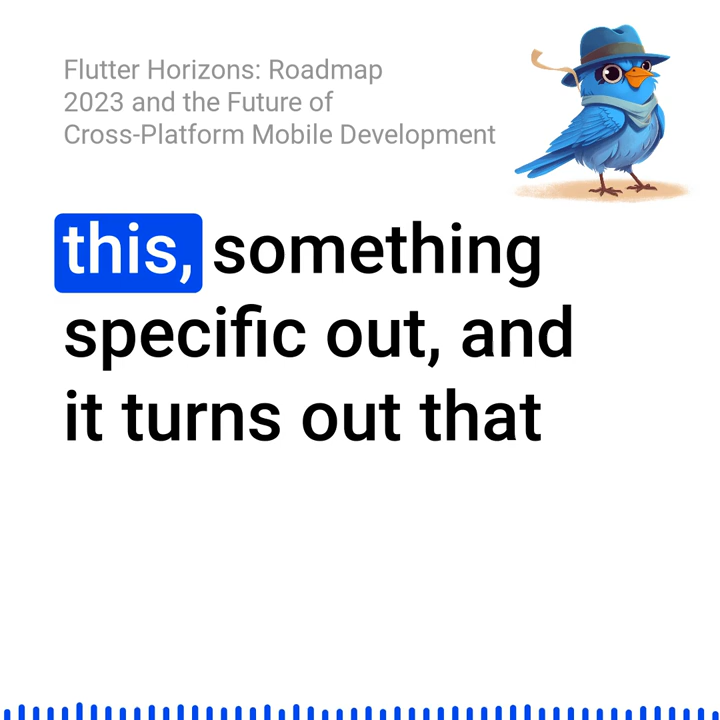 Flutter Horizons: Roadmap
2023 and the Future of
Cross-Platform Mobile Development
this, something
specific out, and
it turns out that